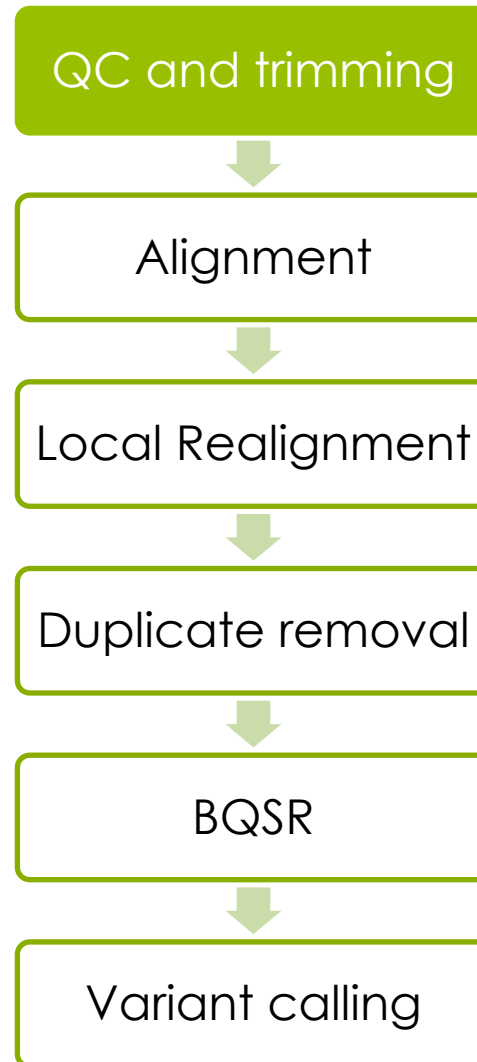 QC and trimming
Alignment
Local Realignment
Duplicate removal
BQSR
Variant calling